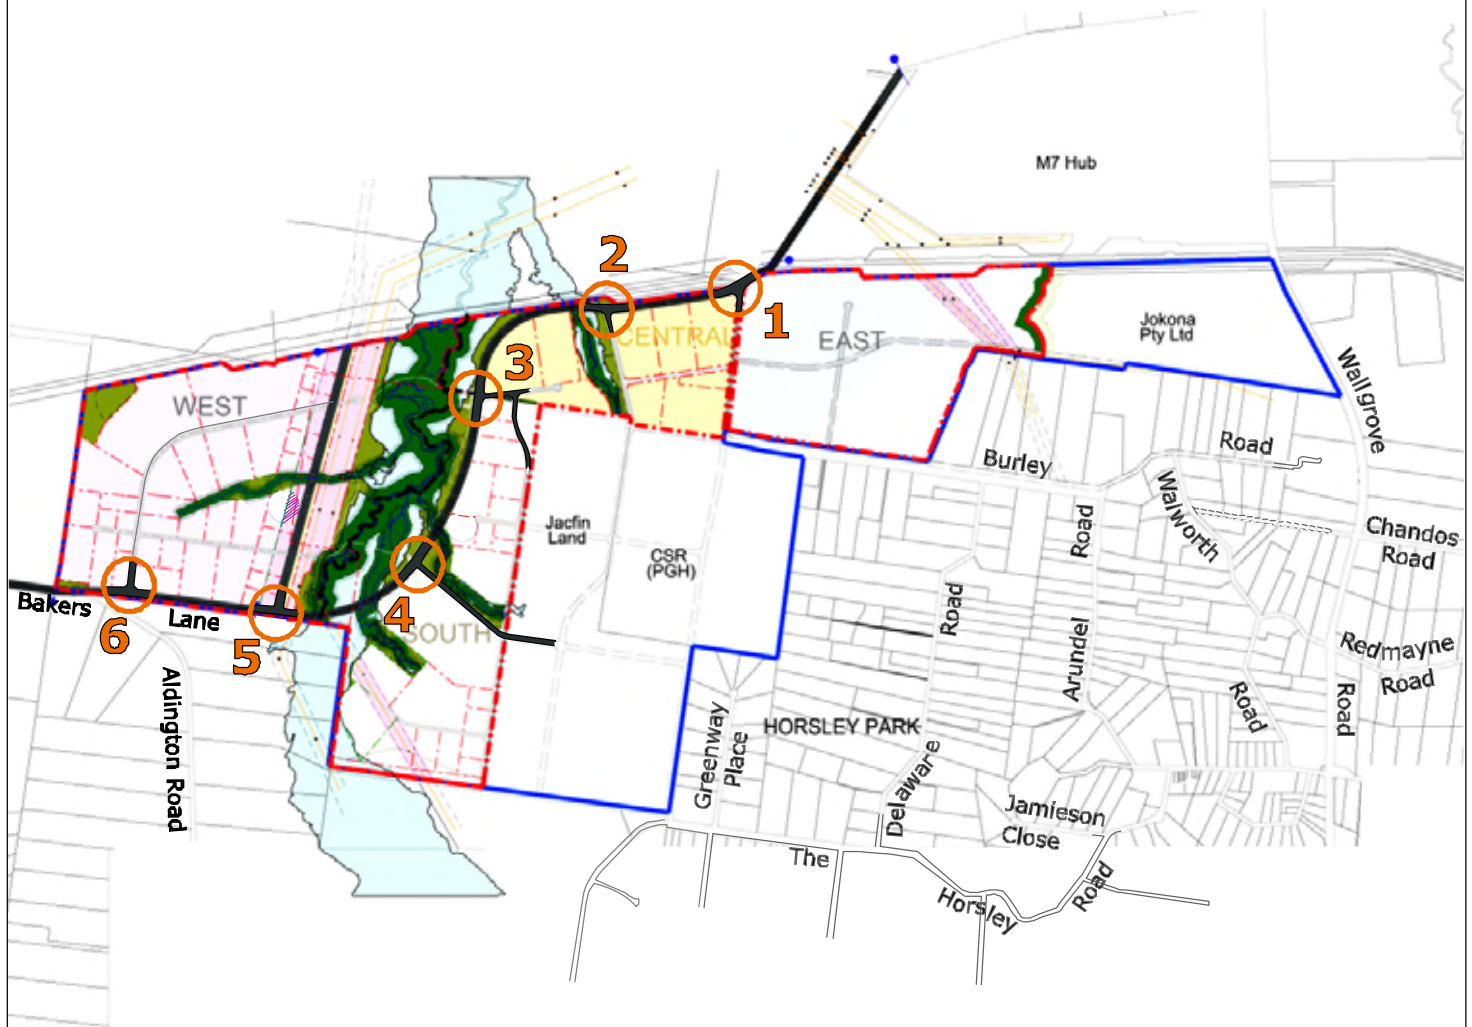 M7 Hub
2
1
CENTRAL
EAST
Jokona
Pty Ltd
3
WEST
Wallgrove
Road
Burley
Road
Walworth
Road
Chandos
Road
Jacfin
Land
CSR
(PGH)
Road
Arundel
Road
Delaware
4
SOUTH
Bakers
Lane
6
5
Redmayne
Road
Aldington Road
Greenway
Place
HORSLEY PARK
Jamieson
Close
The
Horsley
Road